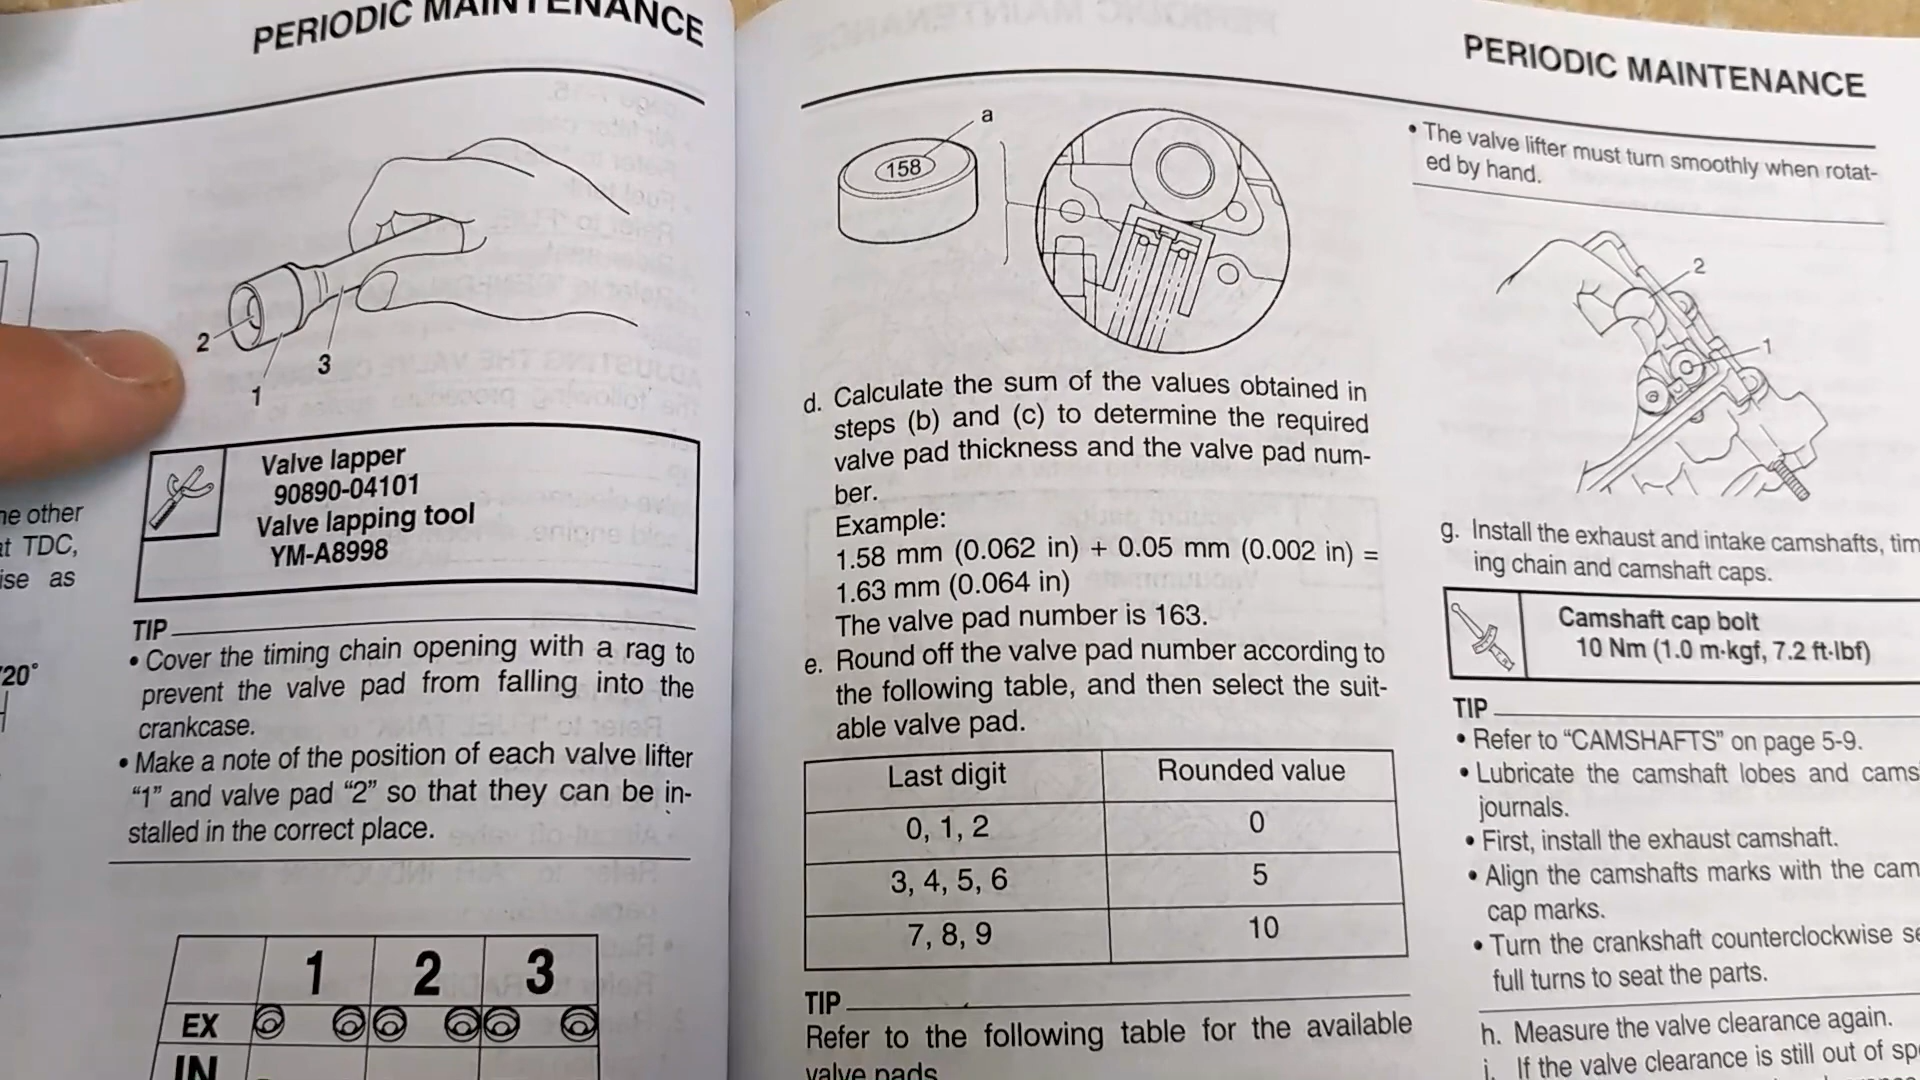 PERIODIC MAINTENANCE
2
3
1
Valve lapper
90890-04101
Valve lapping tool
YM-A8998
other
at TDC,
as
TIP
• Cover the timing chain opening with a rag to
prevent the valve pad from falling into the
crankcase.
• Make a note of the position of each valve lifter
“1” and valve pad “2” so that they can be in-
stalled in the correct place.
1 2 3
EX
IN
PERIODIC MAINTENANCE
a
158
d. Calculate the sum of the values obtained in
steps (b) and (c) to determine the required
valve pad thickness and the valve pad num-
ber.
Example:
1.58 mm (0.062 in) + 0.05 mm (0.002 in) =
1.63 mm (0.064 in)
The valve pad number is 163.
e. Round off the valve pad number according to
the following table, and then select the suit-
able valve pad.
Last digit Rounded value
0, 1, 2 0
3, 4, 5, 6 5
7, 8, 9 10
TIP
Refer to the following table for the available
valve pads
• The valve lifter must turn smoothly when rotat-
ed by hand.
2
1
g. Install the exhaust and intake camshafts, tim
ing chain and camshaft caps.
Camshaft cap bolt
10 Nm (1.0 m·kgf, 7.2 ft·lbf)
TIP
• Refer to “CAMSHAFTS” on page 5-9.
• Lubricate the camshaft lobes and cams
journals.
• First, install the exhaust camshaft.
• Align the camshafts marks with the cam
cap marks.
• Turn the crankshaft counterclockwise se
full turns to seat the parts.
h. Measure the valve clearance again.
i. If the valve clearance is still out of sp